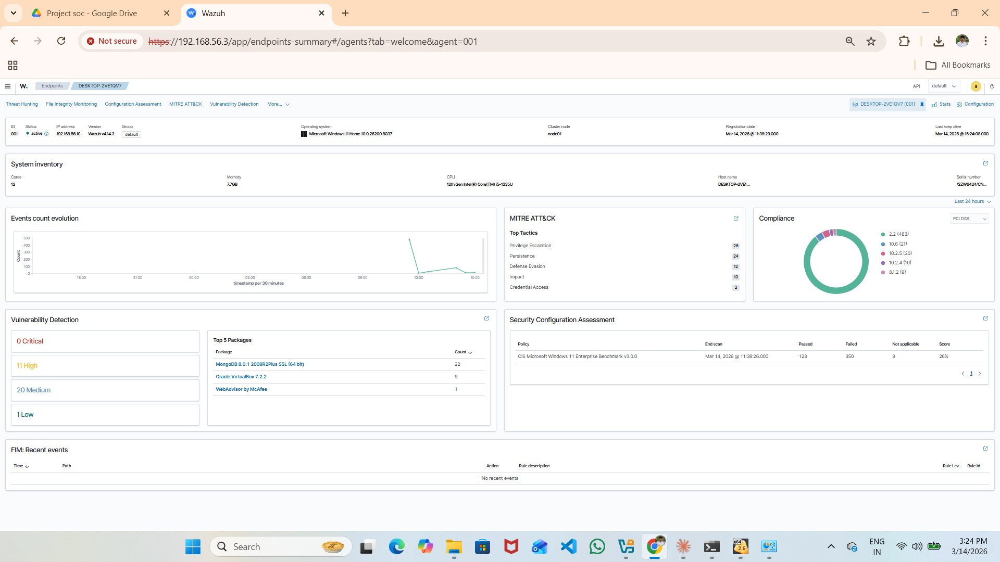 Project soc - Google Drive
Wazuh
Not secure https://192.168.56.3/app/endpoints-summary#/agents?tab=welcome&agent=001
All Bookmarks
W. Endpoints DESKTOP-2VE1QV7 API default a
Threat Hunting File Integrity Monitoring Configuration Assessment MITRE ATT&CK Vulnerability Detection More... DESKTOP-2VE1QV7 (001) Stats Configuration
ID Status IP address Version Group Operating system Cluster node Registration date Last keep alive
001 active 192.168.56.10 Wazuh v4.14.3 default Microsoft Windows 11 Home 10.0.26200.8037 node01 Mar 14, 2026 @ 11:38:29.000 Mar 14, 2026 @ 15:24:08.000
System inventory
Cores Memory CPU Host name Serial number
12 7.7GB 12th Gen Intel(R) Core(TM) i5-1235U DESKTOP-2VE1... /2ZW6424/CN...
Last 24 hours
Events count evolution
500
400
300
200
100
0
Count
18:00 21:00 00:00 03:00 06:00 09:00 12:00 15:00
timestamp per 30 minutes
MITRE ATT&CK
Top Tactics
Privilege Escalation 26
Persistence 24
Defense Evasion 12
Impact 10
Credential Access 2
Compliance PCI DSS
2.2 (483)
10.6 (21)
10.2.5 (20)
10.2.4 (10)
8.1.2 (9)
Vulnerability Detection
0 Critical
11 High
20 Medium
1 Low
Top 5 Packages
Package Count
MongoDB 8.0.1 2008R2Plus SSL (64 bit) 22
Oracle VirtualBox 7.2.2 9
WebAdvisor by McAfee 1
Security Configuration Assessment
Policy End scan Passed Failed Not applicable Score
CIS Microsoft Windows 11 Enterprise Benchmark v3.0.0 Mar 14, 2026 @ 11:39:26.000 123 350 9 26%
1
FIM: Recent events
Time Path Action Rule description Rule Lev... Rule Id
No recent events
Search
x64
2.6
ENG
IN
3:24 PM
3/14/2026